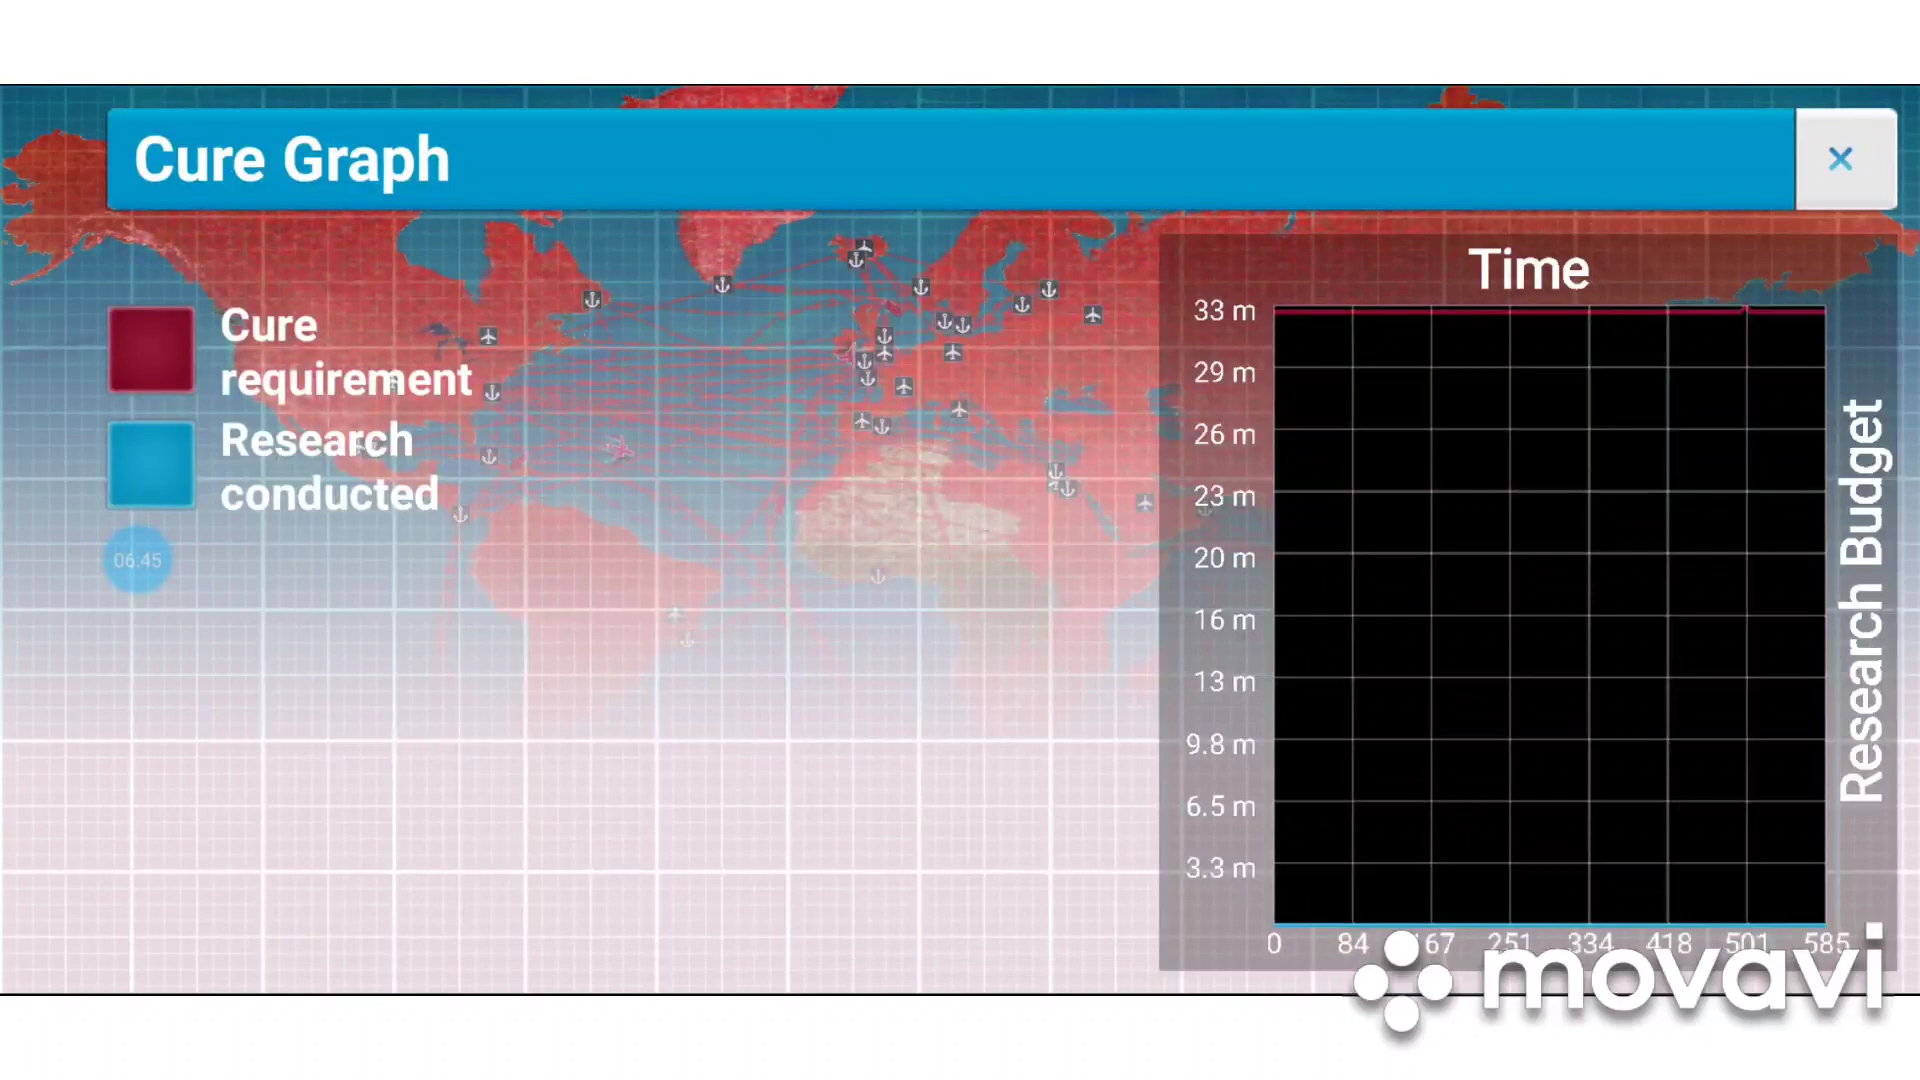 Cure Graph
×
Cure
requirement
Research
conducted
06:45
Time
33 m
29 m
26 m
23 m
20 m
16 m
13 m
9.8 m
6.5 m
3.3 m
0 84 167 251 334 418 501 585
Research Budget
movavi